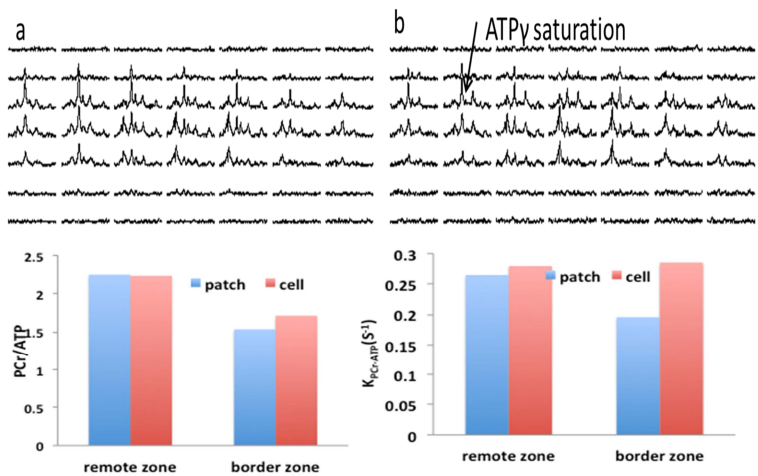 a
b
ATPγ saturation
2.5
2
1.5
1
0.5
0
PCr/ATP
patch
cell
remote zone
border zone
0.3
0.25
0.2
0.15
0.1
0.05
0
K PCr-ATP (S-1)
patch
cell
remote zone
border zone